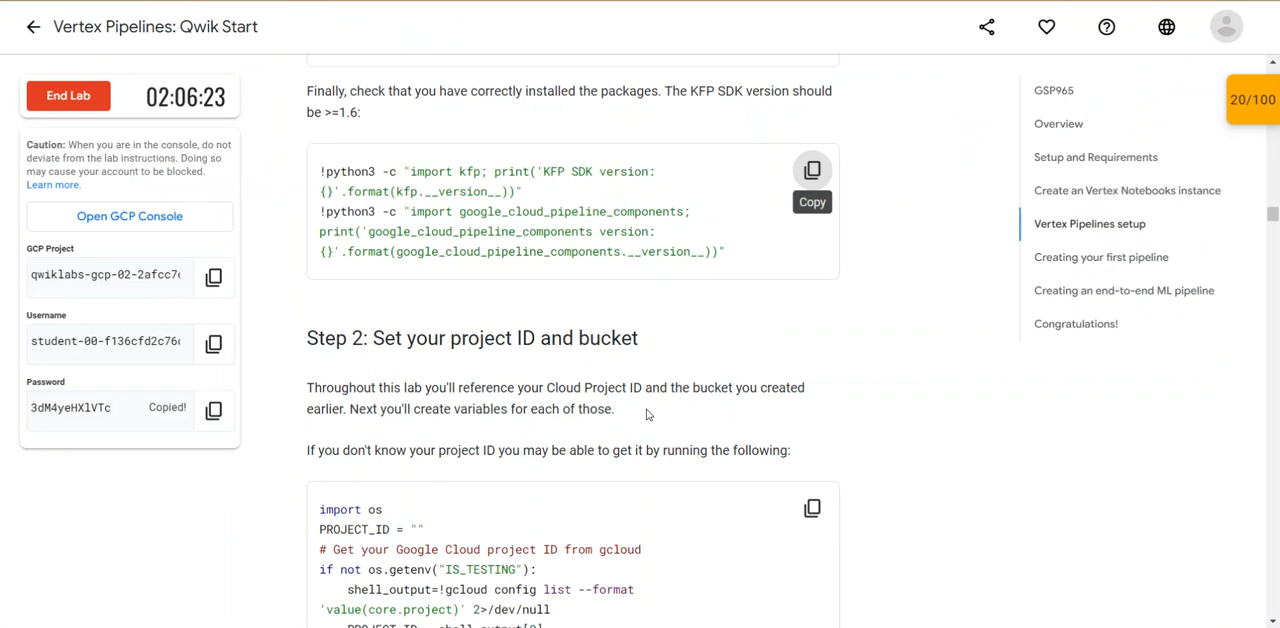 Vertex Pipelines: Qwik Start
End Lab
02:06:23
Caution: When you are in the console, do not
deviate from the lab instructions. Doing so
may cause your account to be blocked.
Learn more.
Open GCP Console
GCP Project
qwiklabs-gcp-02-2afcc7
Username
student-00-f136cfd2c76
Password
3dM4yeHXlVTc
Copied!
Finally, check that you have correctly installed the packages. The KFP SDK version should
be >=1.6:
!python3 -c "import kfp; print('KFP SDK version:
{}'.format(kfp.__version__))"
!python3 -c "import google_cloud_pipeline_components;
print('google_cloud_pipeline_components version:
{}'.format(google_cloud_pipeline_components.__version__))"
Copy
Step 2: Set your project ID and bucket
Throughout this lab you'll reference your Cloud Project ID and the bucket you created
earlier. Next you'll create variables for each of those.
If you don't know your project ID you may be able to get it by running the following:
import os
PROJECT_ID = ""
# Get your Google Cloud project ID from gcloud
if not os.getenv("IS_TESTING"):
shell_output=!gcloud config list --format
'value(core.project)' 2>/dev/null
GSP965
Overview
Setup and Requirements
Create an Vertex Notebooks instance
Vertex Pipelines setup
Creating your first pipeline
Creating an end-to-end ML pipeline
Congratulations!
20/100